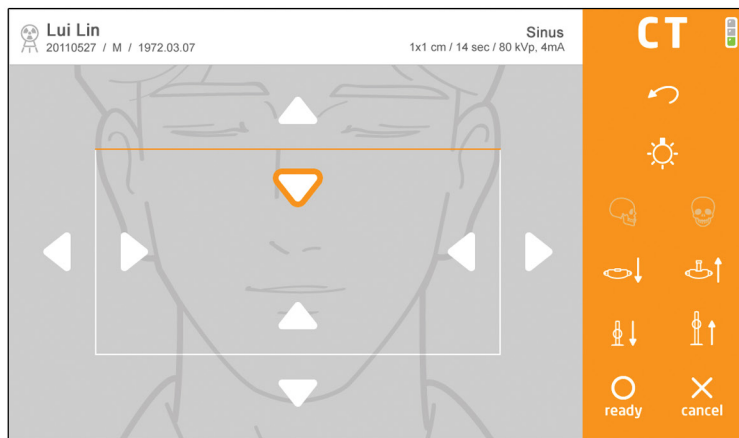 Lui Lin
20110527 / M / 1972.03.07
Sinus
1x1 cm / 14 sec / 80 kVp, 4mA
CT
ready
cancel